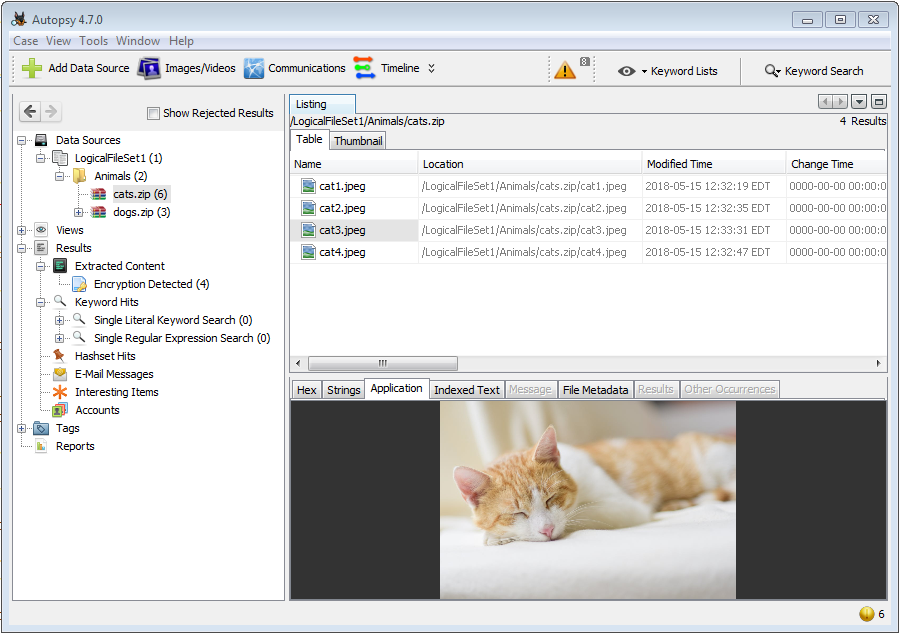 Autopsy 4.7.0
Case View Tools Window Help
Add Data Source Images/Videos Communications Timeline 8 Keyword Lists Keyword Search
Show Rejected Results
Data Sources
LogicalFileSet1 (1)
Animals (2)
cats.zip (6)
dogs.zip (3)
Views
Results
Extracted Content
Encryption Detected (4)
Keyword Hits
Single Literal Keyword Search (0)
Single Regular Expression Search (0)
Hashset Hits
E-Mail Messages
Interesting Items
Accounts
Tags
Reports
Listing
/LogicalFileSet1/Animals/cats.zip 4 Results
Table Thumbnail
Name Location Modified Time Change Time
cat1.jpeg /LogicalFileSet1/Animals/cats.zip/cat1.jpeg 2018-05-15 12:32:19 EDT 0000-00-00 00:00:0
cat2.jpeg /LogicalFileSet1/Animals/cats.zip/cat2.jpeg 2018-05-15 12:32:35 EDT 0000-00-00 00:00:0
cat3.jpeg /LogicalFileSet1/Animals/cats.zip/cat3.jpeg 2018-05-15 12:33:31 EDT 0000-00-00 00:00:0
cat4.jpeg /LogicalFileSet1/Animals/cats.zip/cat4.jpeg 2018-05-15 12:32:47 EDT 0000-00-00 00:00:0
Hex Strings Application Indexed Text Message File Metadata Results Other Occurrences
6